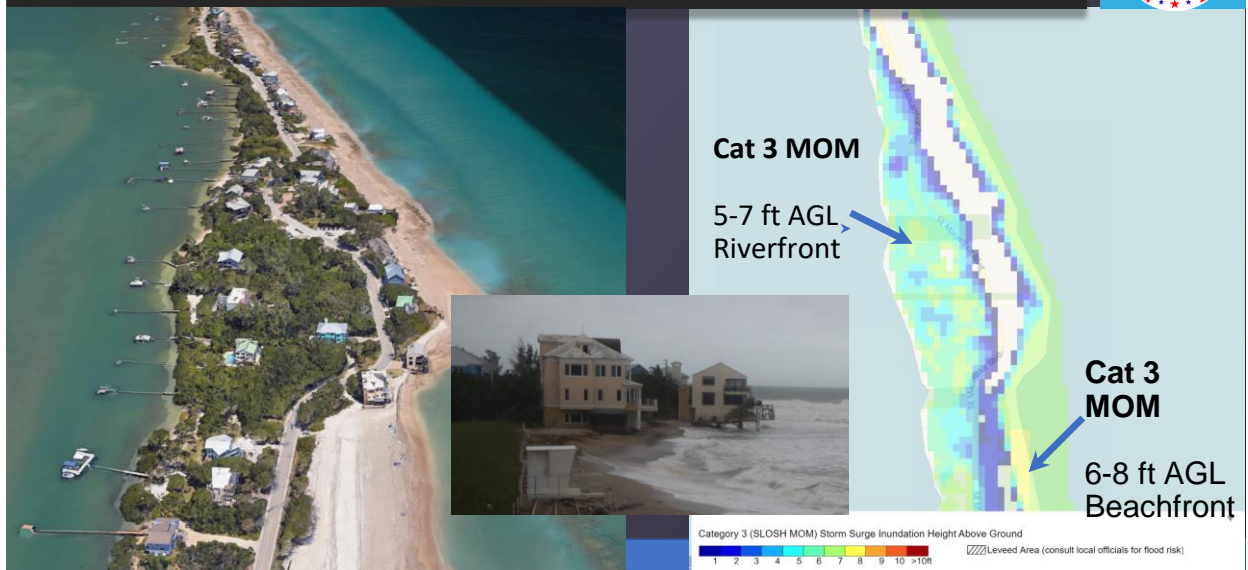 Cat 3 MOM
5-7 ft AGL
Riverfront
Cat 3
MOM
6-8 ft AGL
Beachfront
Category 3 (SLOSH MOM) Storm Surge Inundation Height Above Ground
1 2 3 4 5 6 7 8 9 10 >10ft
Leveed Area (consult local officials for flood risk)